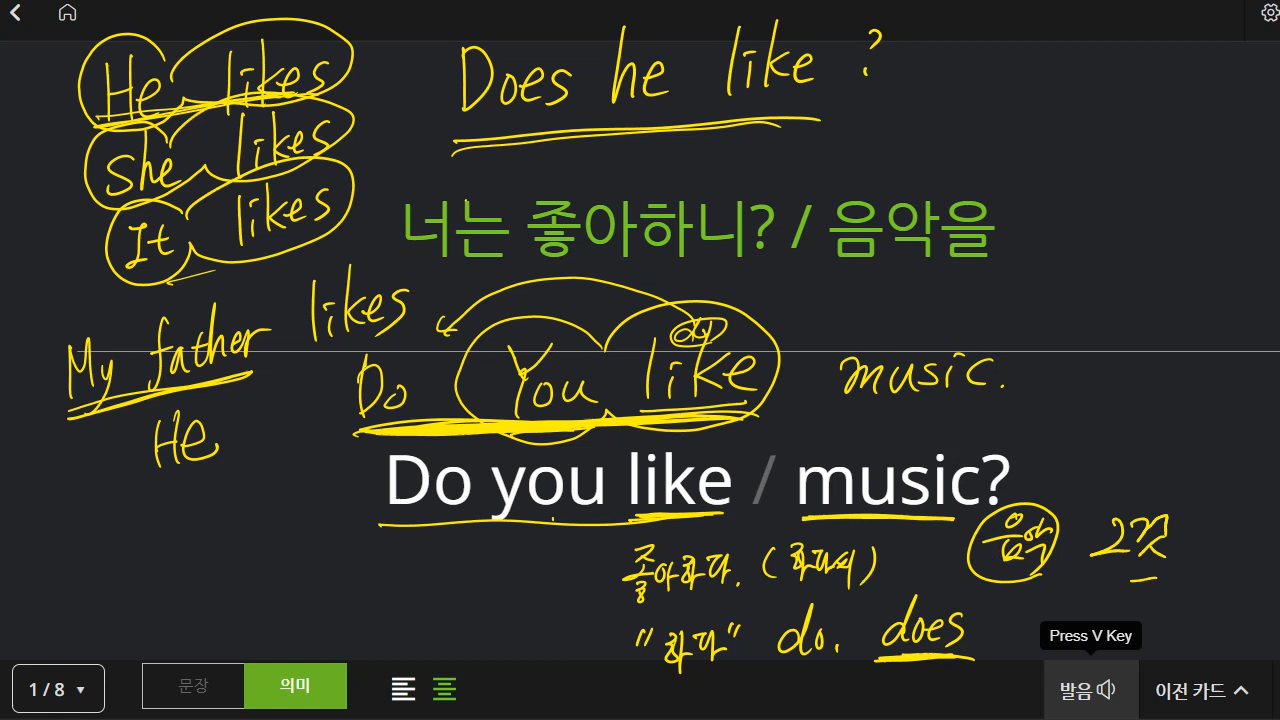 He likes
Does he like ?
She likes
It likes
너는 좋아하니? / 음악을
My father likes
He
Do You like music.
do
Do you like / music?
좋아하다. (하다씨)
음악 그것
"하다" do. does
Press V Key
1 / 8 ▼
문장
의미
발음
이전 카드